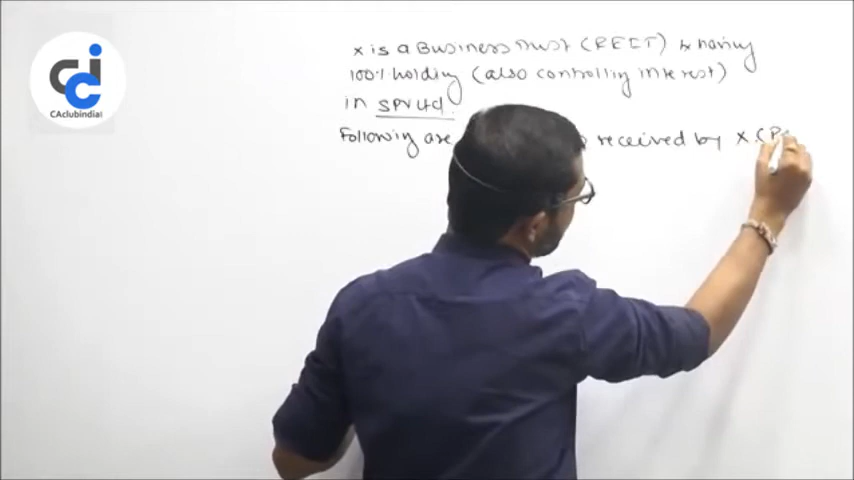 x is a Business Trust (REIT) & having
100% holding (also controlling interest)
in SPV Ltd.
Following are received by X.(P
CAclubindia